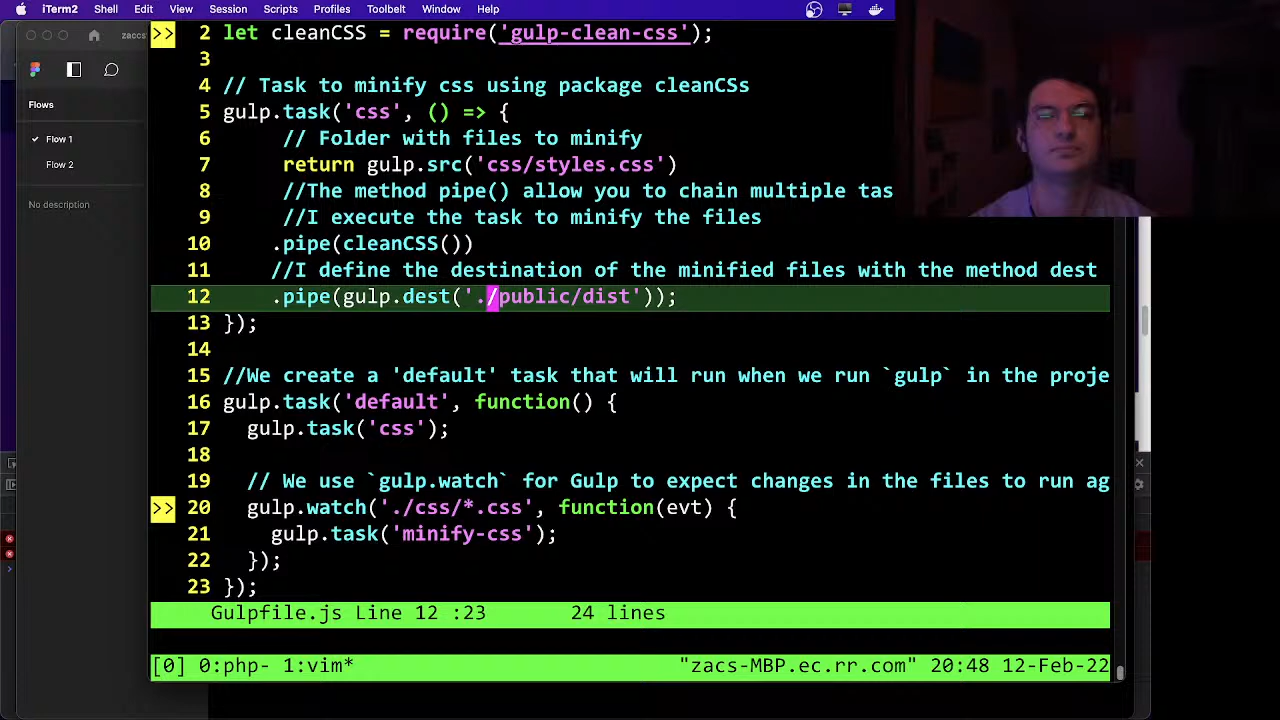 iTerm2 Shell Edit View Session Scripts Profiles Toolbelt Window Help
zaccs
Flows
Flow 1
Flow 2
No description
>> 2 let cleanCSS = require('gulp-clean-css');
3
4 // Task to minify css using package cleanCSs
5 gulp.task('css', () => {
6 // Folder with files to minify
7 return gulp.src('css/styles.css')
8 //The method pipe() allow you to chain multiple tas
9 //I execute the task to minify the files
10 .pipe(cleanCSS())
11 //I define the destination of the minified files with the method dest
12 .pipe(gulp.dest('./public/dist'));
13 });
14
15 //We create a 'default' task that will run when we run `gulp` in the proje
16 gulp.task('default', function() {
17 gulp.task('css');
18
19 // We use `gulp.watch` for Gulp to expect changes in the files to run ag
>> 20 gulp.watch('./css/*.css', function(evt) {
21 gulp.task('minify-css');
22 });
23 });
Gulpfile.js Line 12 :23 24 lines
[0] 0:php- 1:vim* "zacs-MBP.ec.rr.com" 20:48 12-Feb-22